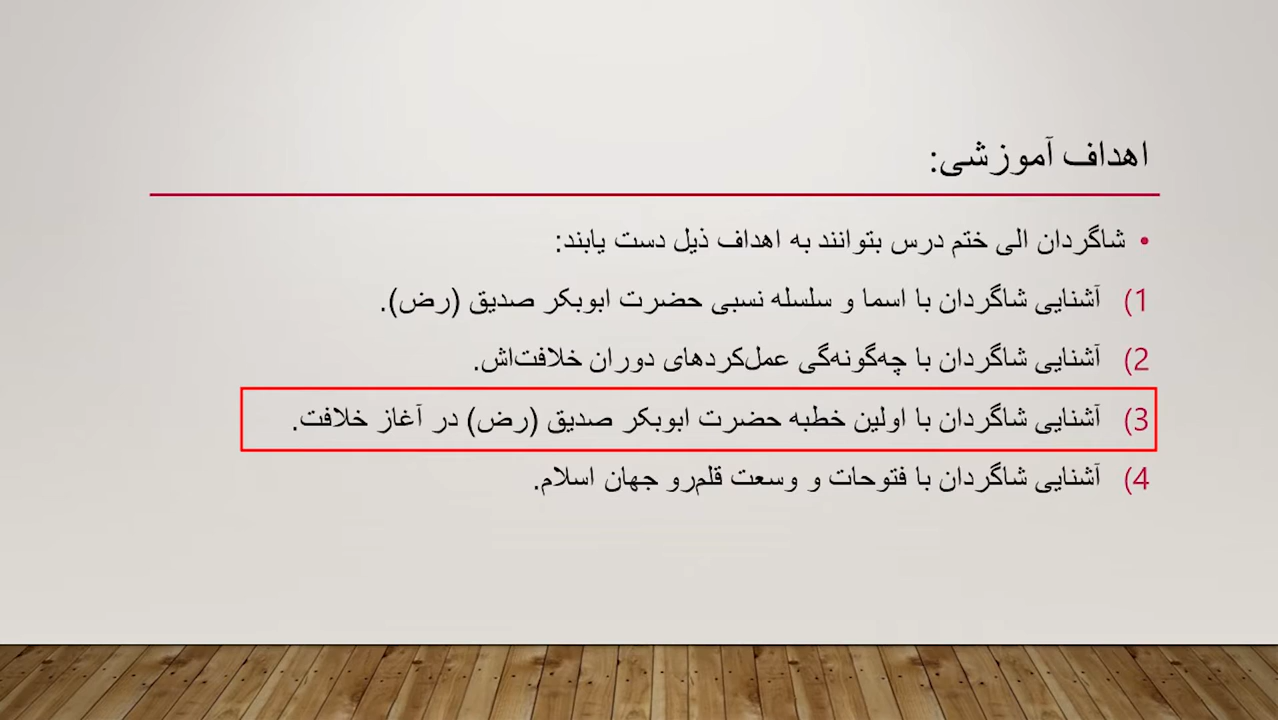 اهداف آموزشی:
• شاگردان الی ختم درس بتوانند به اهداف ذیل دست یابند:
1) آشنایی شاگردان با اسما و سلسله نسبی حضرت ابوبکر صدیق (رض).
2) آشنایی شاگردان با چه‌گونه‌گی عمل‌کردهای دوران خلافت‌اش.
3) آشنایی شاگردان با اولین خطبه حضرت ابوبکر صدیق (رض) در آغاز خلافت.
4) آشنایی شاگردان با فتوحات و وسعت قلم‌رو جهان اسلام.